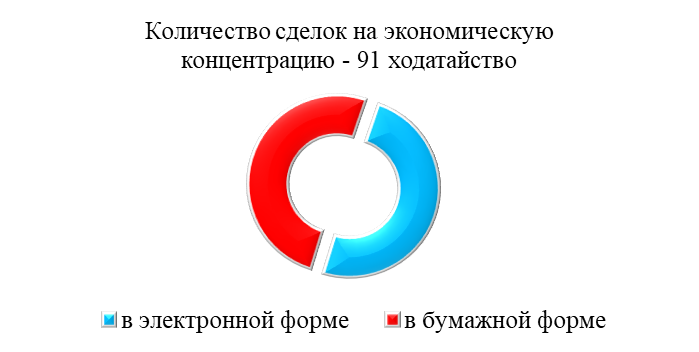 Количество сделок на экономическую
концентрацию - 91 ходатайство
в электронной форме
в бумажной форме